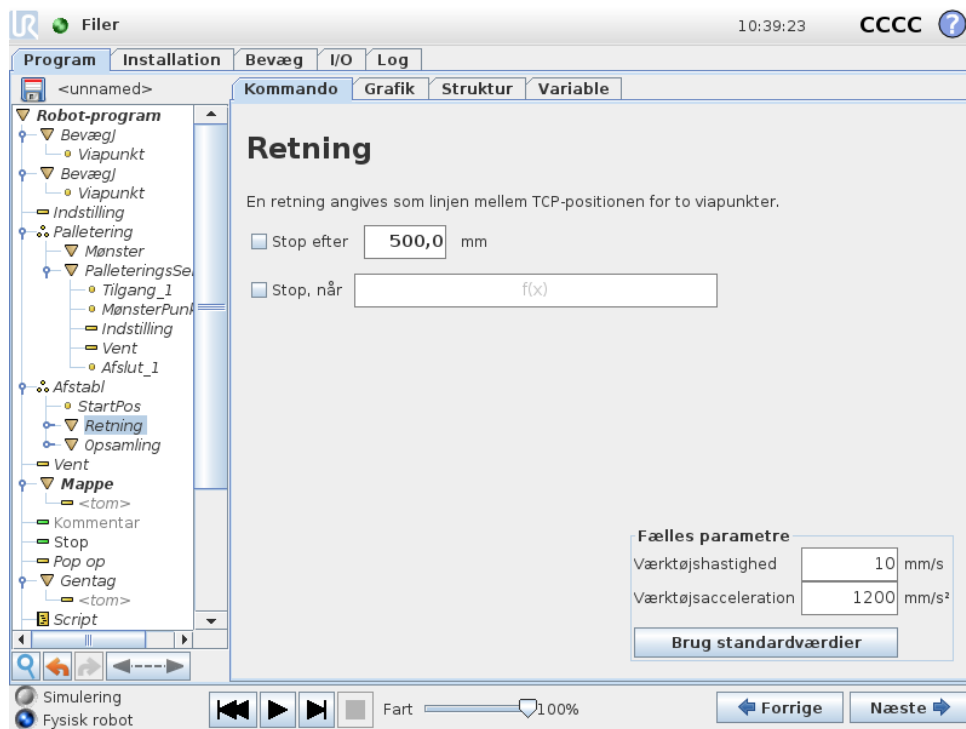 UR Filer 10:39:23 CCCC ?
Program Installation Bevæg I/O Log
<unnamed>
Kommando Grafik Struktur Variable
Robot-program
BevægJ
Viapunkt
BevægJ
Viapunkt
Indstilling
Palletering
Mønster
PalleteringsSe
Tilgang_1
MønsterPunk
Indstilling
Vent
Afslut_1
Afstabl
StartPos
Retning
Opsamling
Vent
Mappe
<tom>
Kommentar
Stop
Pop op
Gentag
<tom>
Script
Retning
En retning angives som linjen mellem TCP-positionen for to viapunkter.
Stop efter 500,0 mm
Stop, når f(x)
Fælles parametre
Værktøjshastighed 10 mm/s
Værktøjsacceleration 1200 mm/s²
Brug standardværdier
Simulering
Fysisk robot
Fart 100%
Forrige Næste